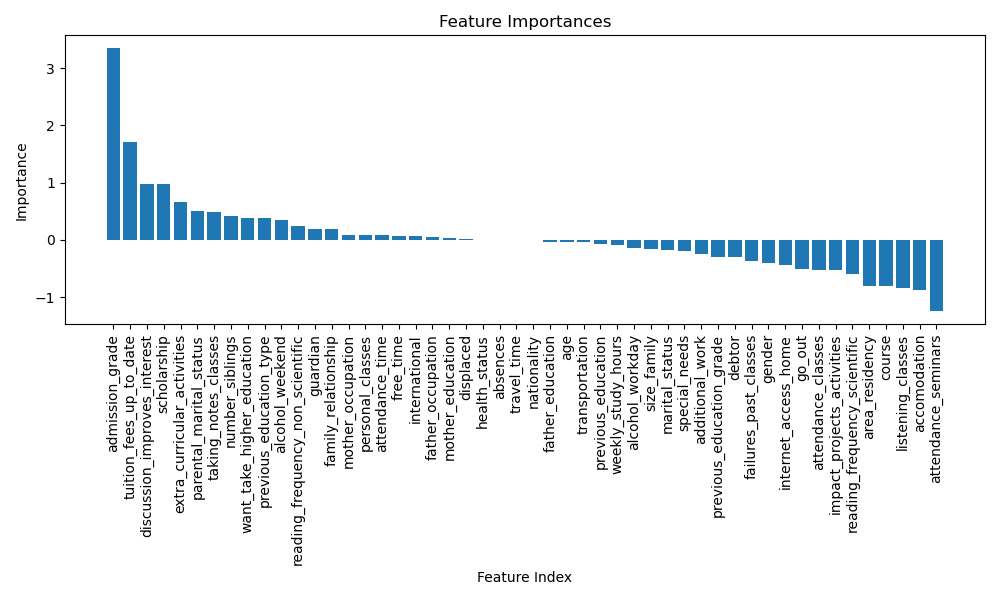 Feature Importances
Importance
3
2
1
0
−1
admission_grade
tuition_fees_up_to_date
discussion_improves_interest
scholarship
extra_curricular_activities
parental_marital_status
taking_notes_classes
number_siblings
want_take_higher_education
previous_education_type
alcohol_weekend
reading_frequency_non_scientific
guardian
family_relationship
mother_occupation
personal_classes
attendance_time
free_time
international
father_occupation
mother_education
displaced
health_status
absences
travel_time
nationality
father_education
age
transportation
previous_education
weekly_study_hours
alcohol_workday
size_family
marital_status
special_needs
additional_work
previous_education_grade
debtor
failures_past_classes
gender
internet_access_home
go_out
attendance_classes
impact_projects_activities
reading_frequency_scientific
area_residency
course
listening_classes
accomodation
attendance_seminars
Feature Index